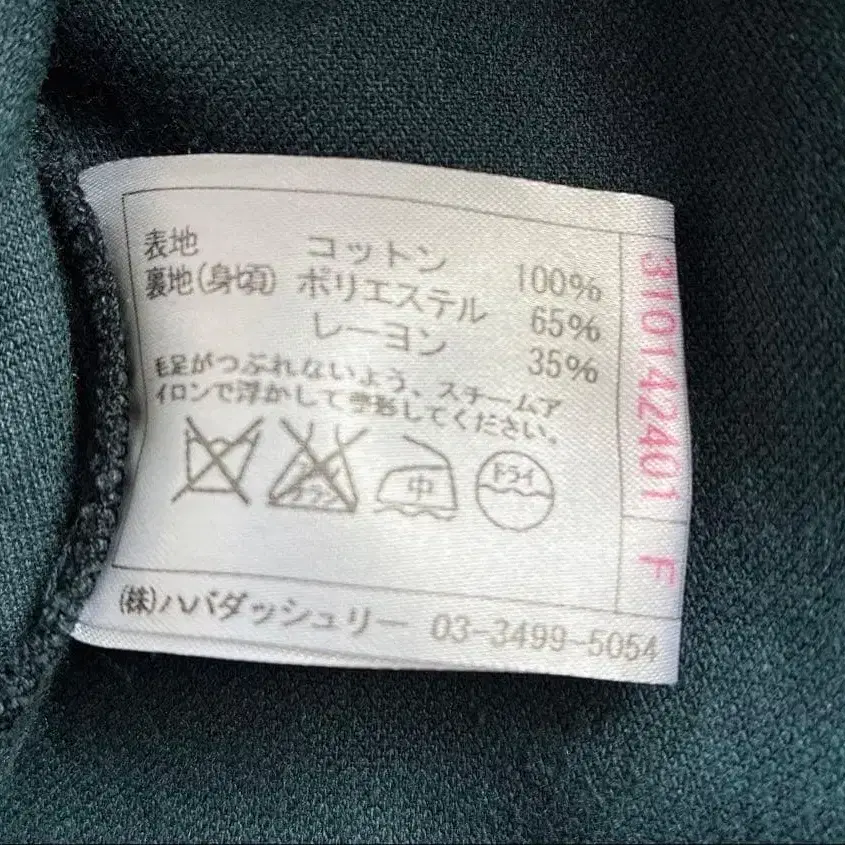 表地 コットン 100%
裏地(身頃) ポリエステル 65%
レーヨン 35%
毛足がつぶれないよう、スチームア
イロンで浮かして整形してください。
中
ドライ
(株)ハバダッシュリー 03-3499-5054
310142401 F